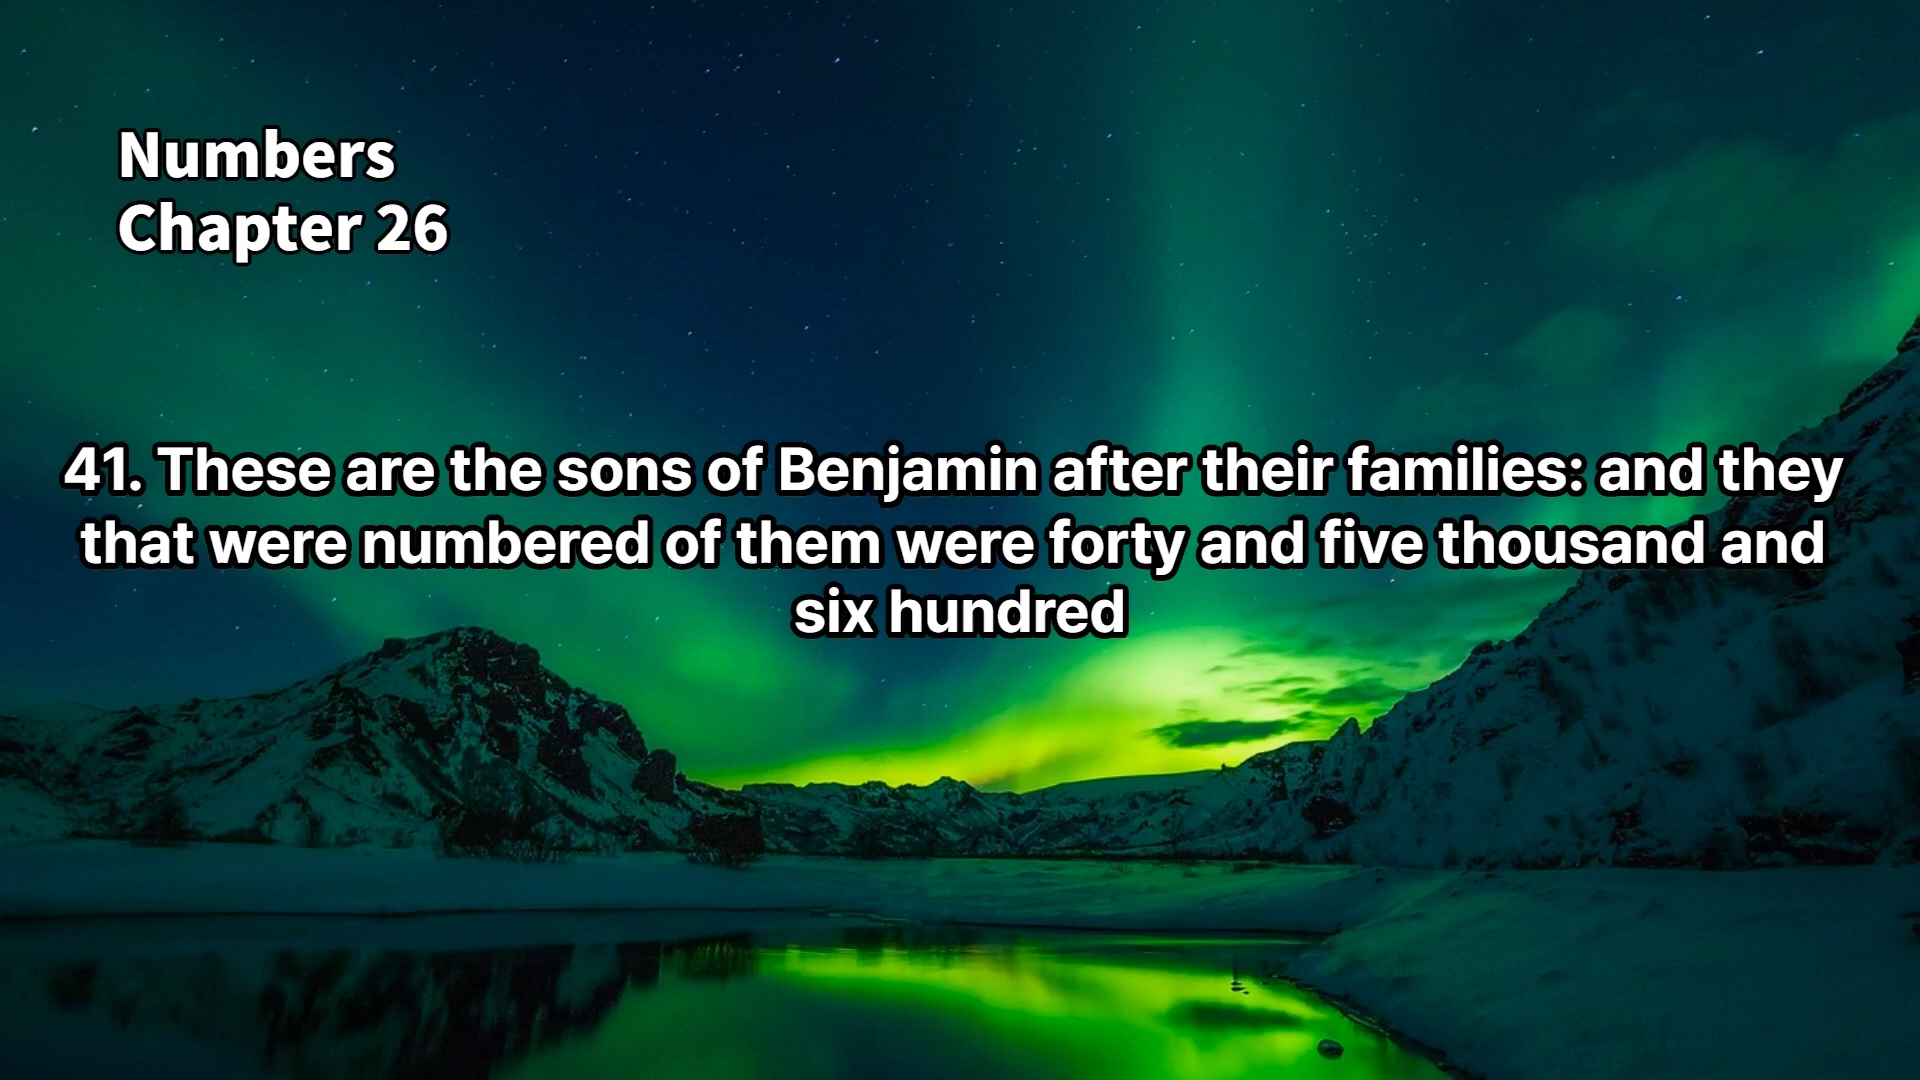 Numbers
Chapter 26
41. These are the sons of Benjamin after their families: and they
that were numbered of them were forty and five thousand and
six hundred